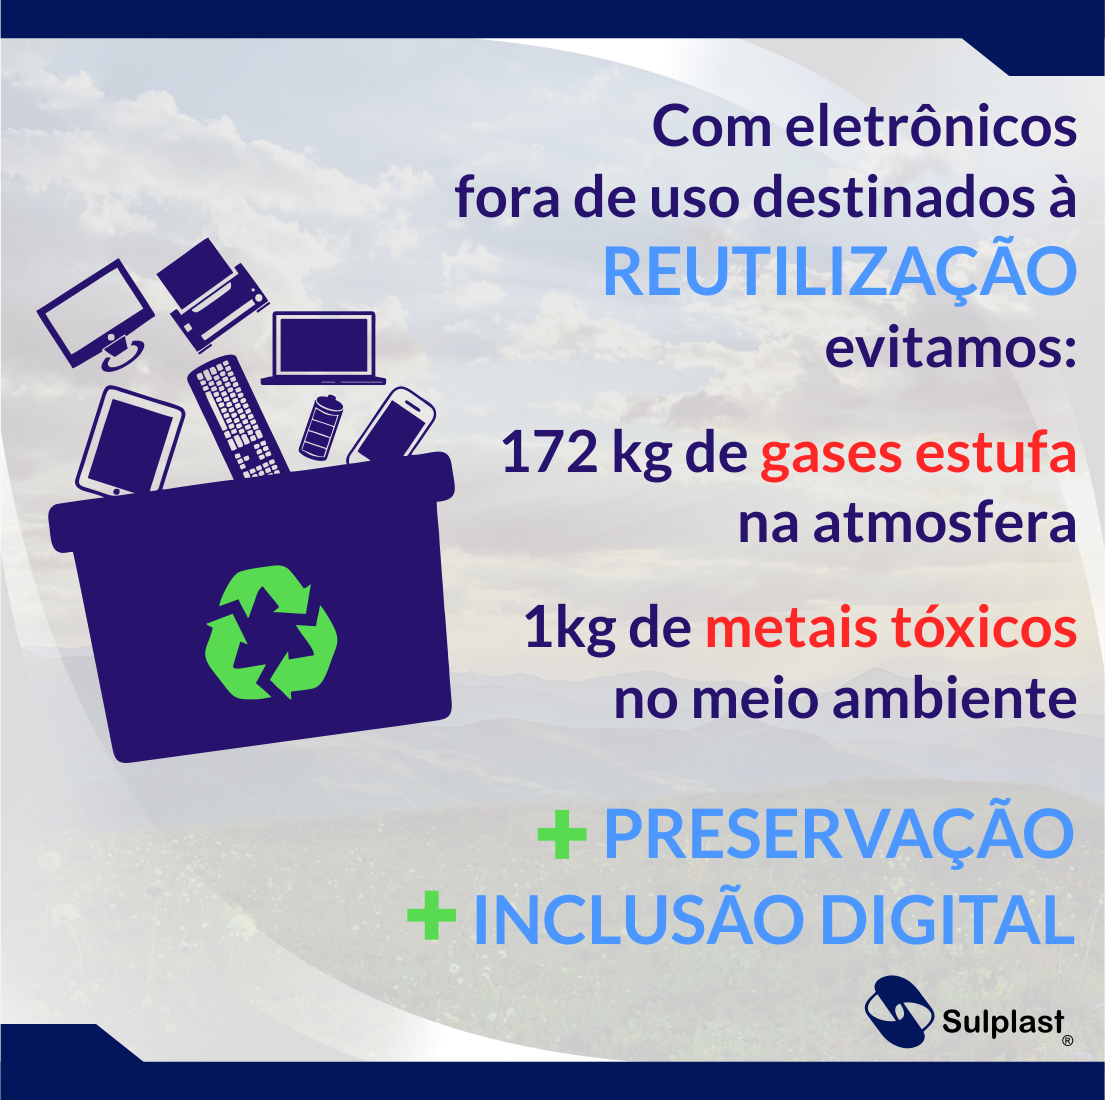 Com eletrônicos
fora de uso destinados à
REUTILIZAÇÃO
evitamos:
172 kg de gases estufa
na atmosfera
1kg de metais tóxicos
no meio ambiente
+ PRESERVAÇÃO
+ INCLUSÃO DIGITAL
Sulplast®